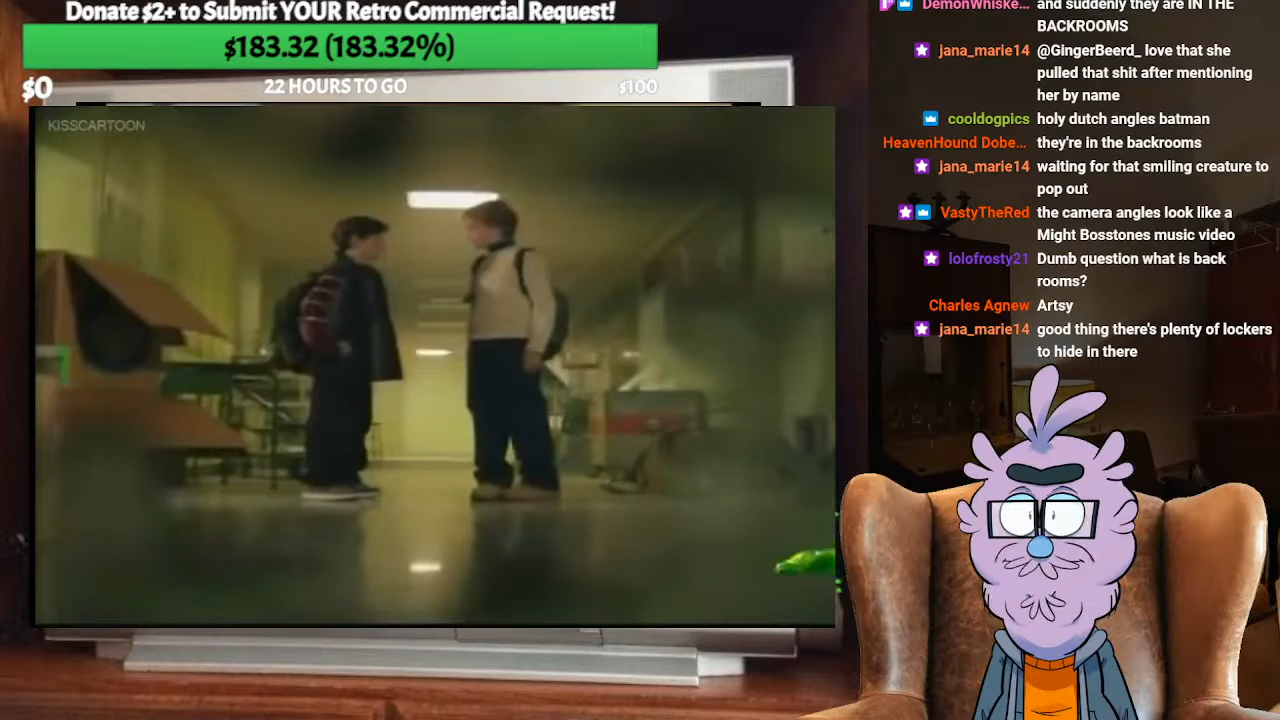 Donate $2+ to Submit YOUR Retro Commercial Request!
$183.32 (183.32%)
$0
22 HOURS TO GO
$100
KISSCARTOON
DemonWhiske... and suddenly they are IN THE
BACKROOMS
jana_marie14 @GingerBeerd_ love that she
pulled that shit after mentioning
her by name
cooldogpics holy dutch angles batman
HeavenHound Dobe... they're in the backrooms
jana_marie14 waiting for that smiling creature to
pop out
VastyTheRed the camera angles look like a
Might Bosstones music video
lolofrosty21 Dumb question what is back
rooms?
Charles Agnew Artsy
jana_marie14 good thing there's plenty of lockers
to hide in there